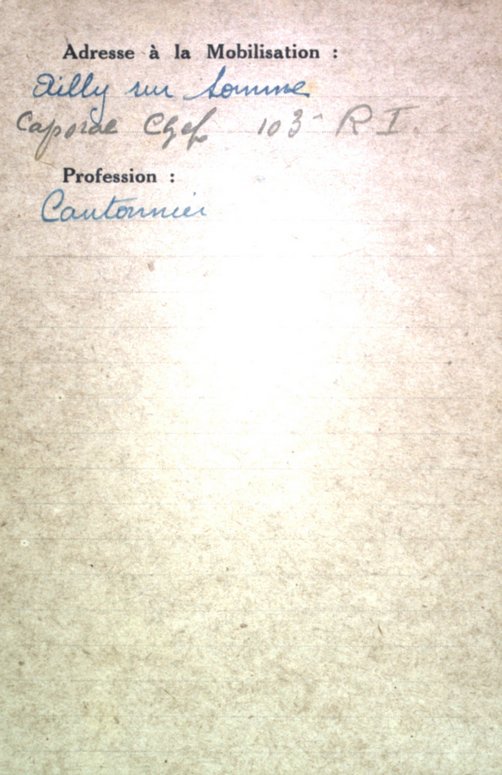 Adresse à la Mobilisation :
Ailly sur Somme
Caporal Chef 103e R I.
Profession :
Cantonnier